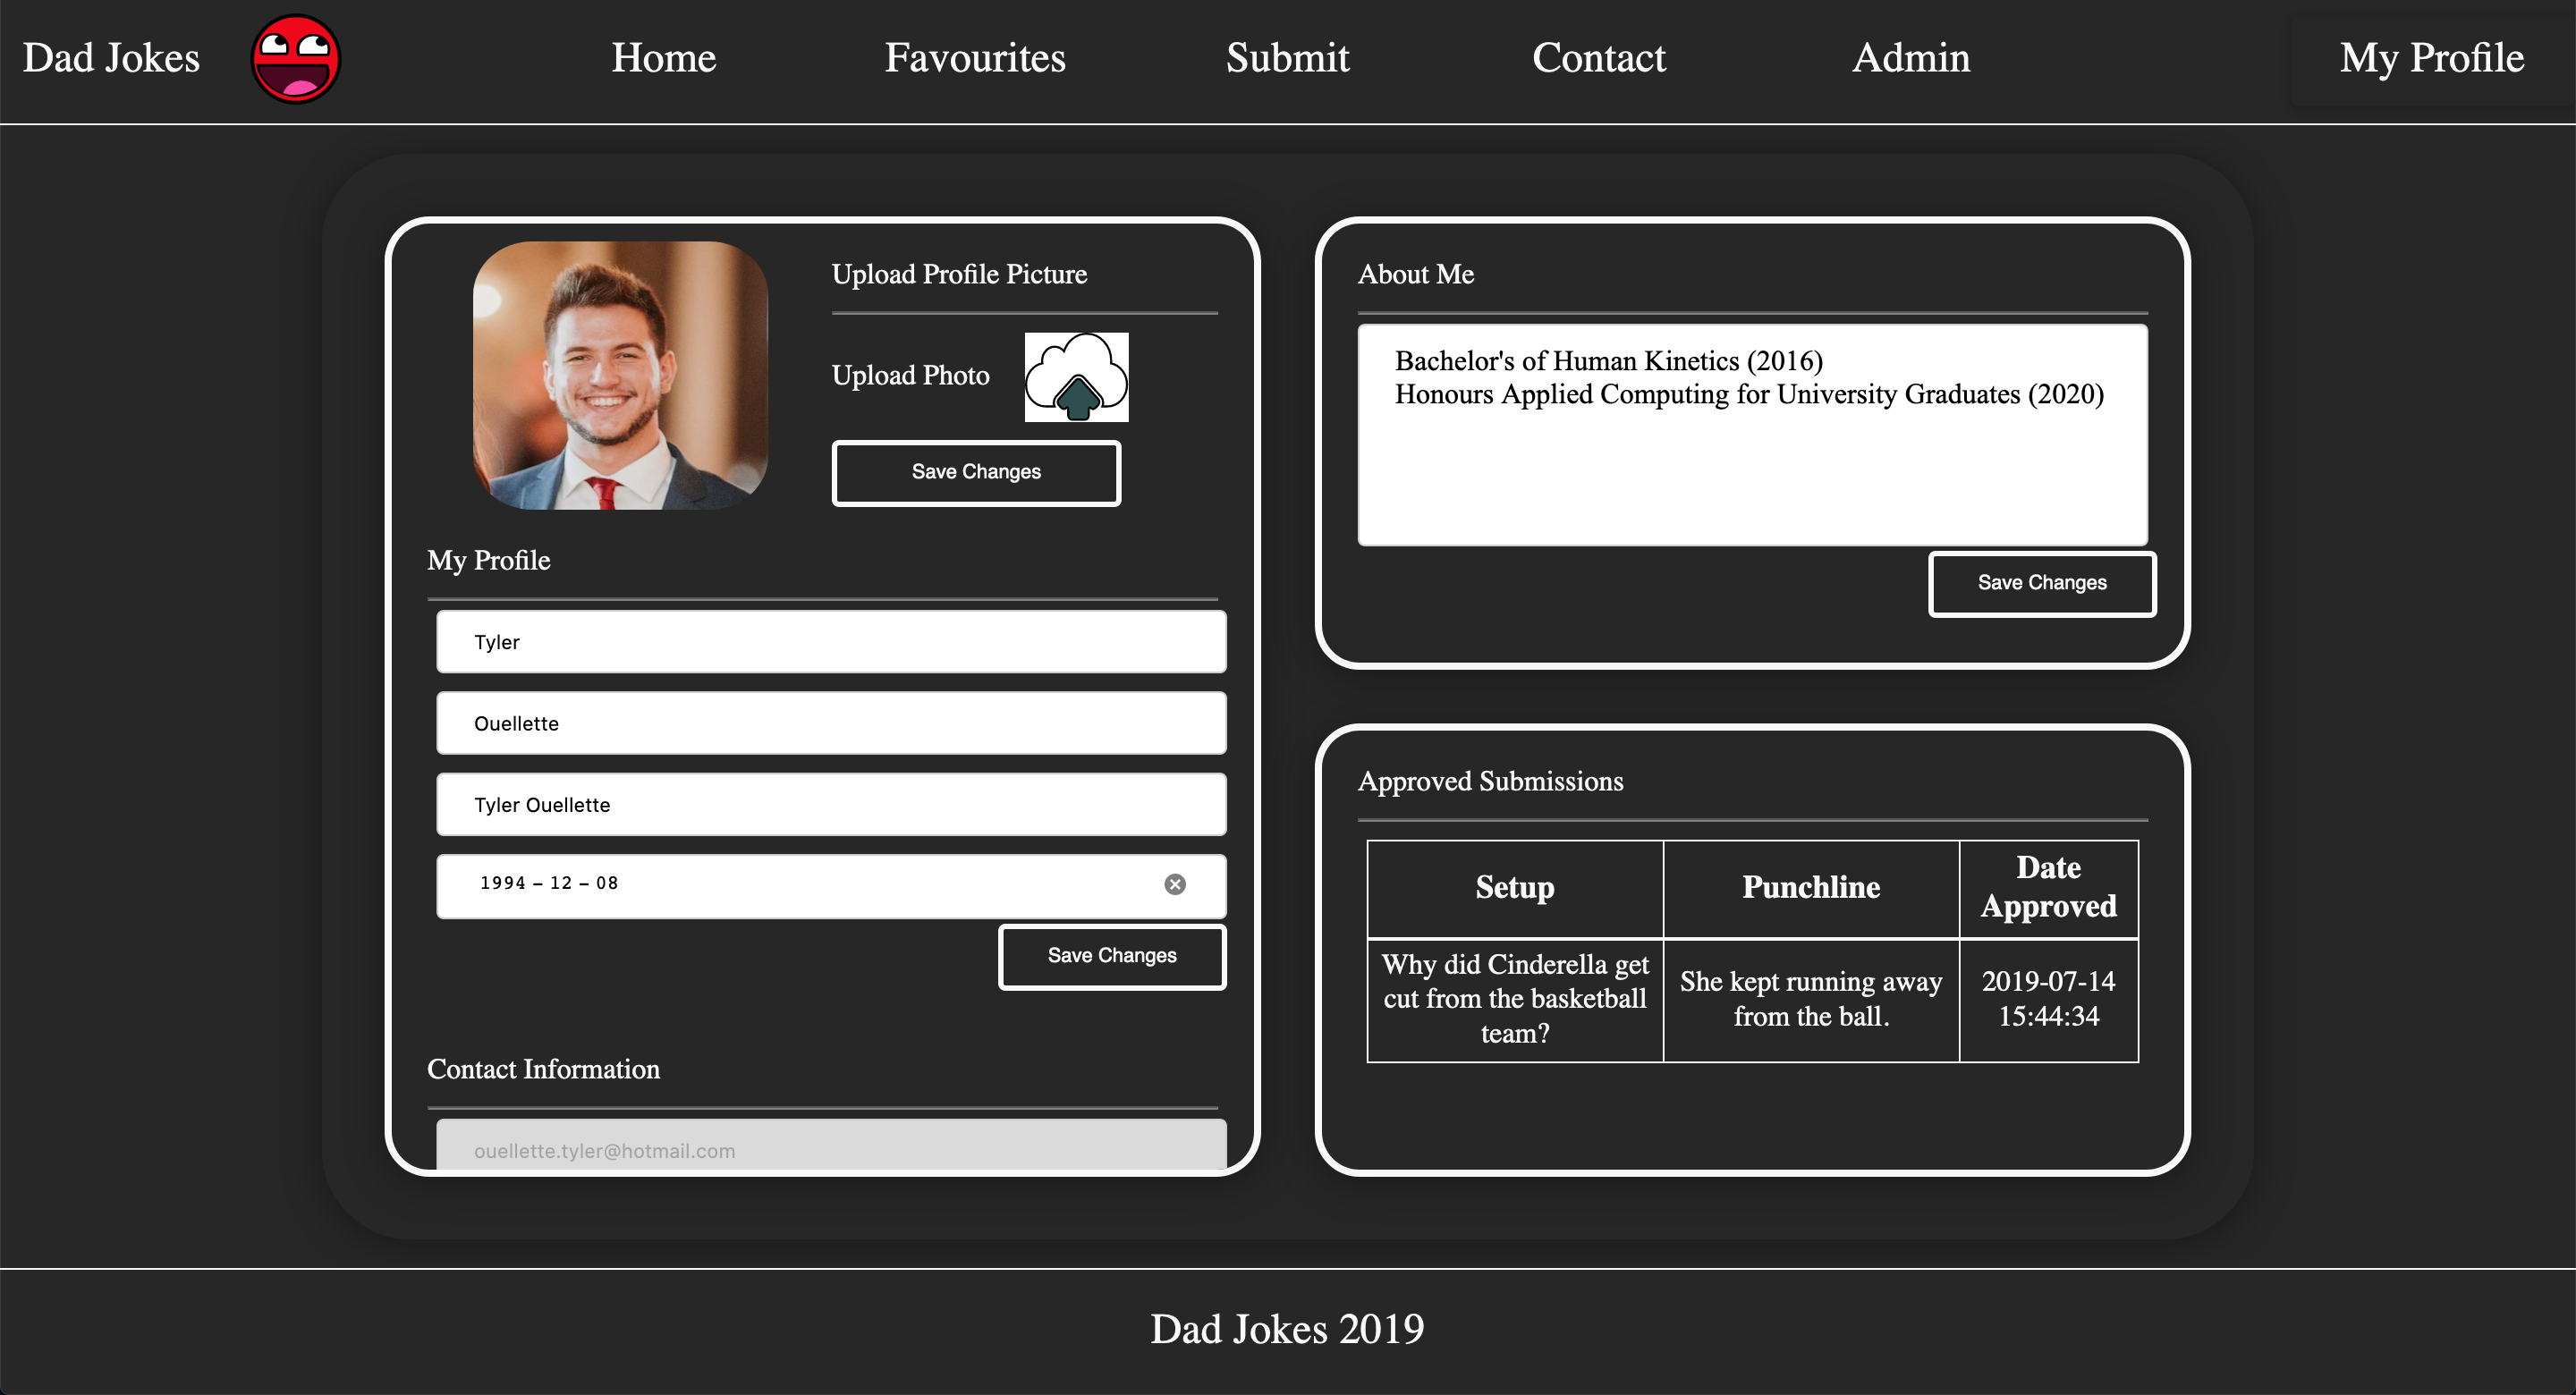 Dad Jokes
Home
Favourites
Submit
Contact
Admin
My Profile
Upload Profile Picture
Upload Photo
Save Changes
My Profile
Tyler
Ouellette
Tyler Ouellette
1994 – 12 – 08
Save Changes
Contact Information
ouellette.tyler@hotmail.com
About Me
Bachelor's of Human Kinetics (2016)
Honours Applied Computing for University Graduates (2020)
Save Changes
Approved Submissions
Setup
Punchline
Date
Approved
Why did Cinderella get
cut from the basketball
team?
She kept running away
from the ball.
2019-07-14
15:44:34
Dad Jokes 2019